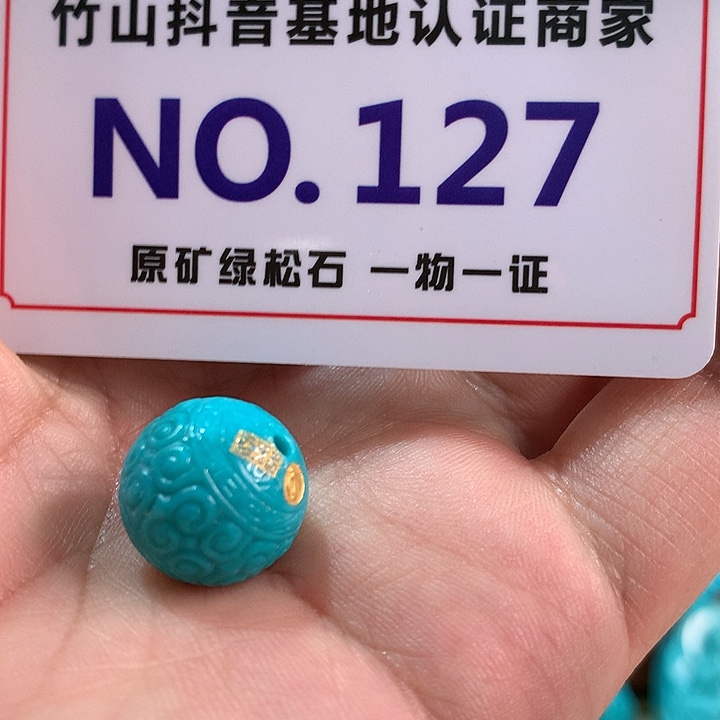 竹山抖音基地认证商家
NO.127
原矿绿松石 一物一证